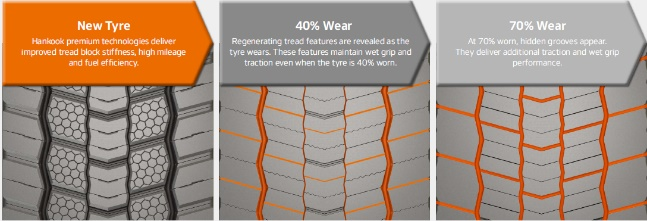 New Tyre
Hankook premium technologies deliver
improved tread block stiffness, high mileage
and fuel efficiency.
40% Wear
Regenerating tread features are revealed as the
tyre wears. These features maintain wet grip and
traction even when the tyre is 40% worn.
70% Wear
At 70% worn, hidden grooves appear.
They deliver additional traction and wet grip
performance.